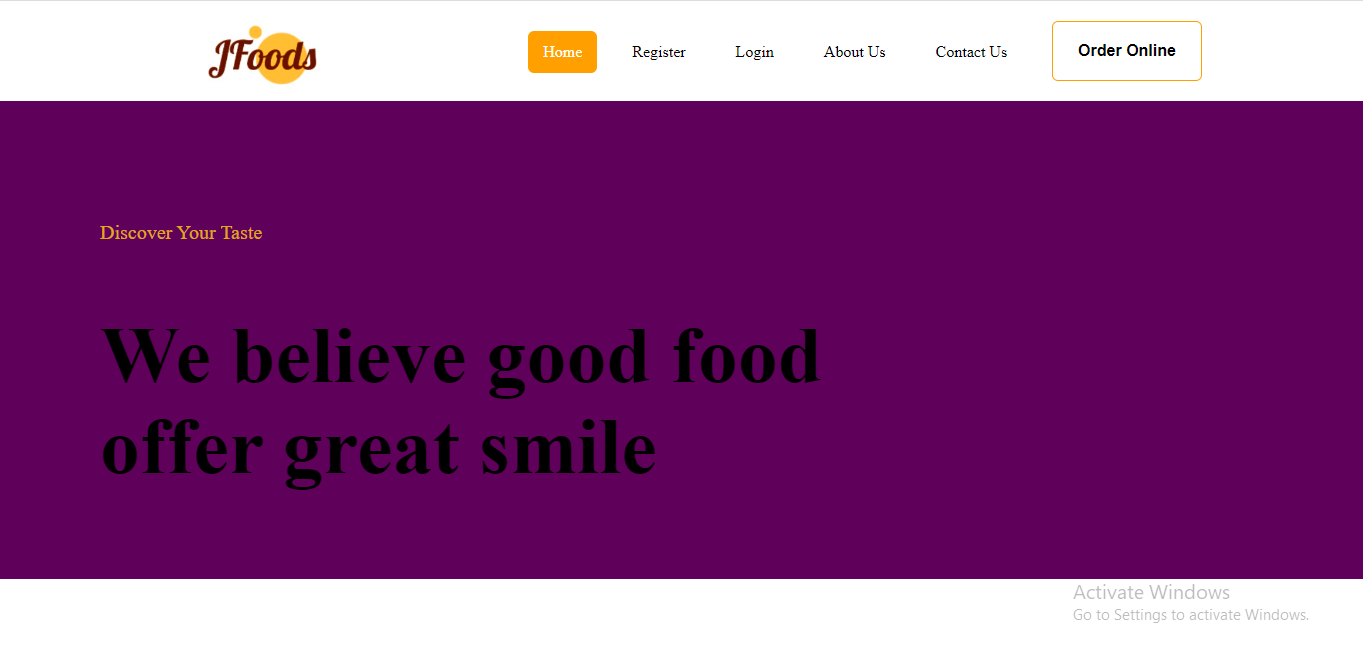 JFoods
Home
Register
Login
About Us
Contact Us
Order Online
Discover Your Taste
We believe good food
offer great smile
Activate Windows
Go to Settings to activate Windows.